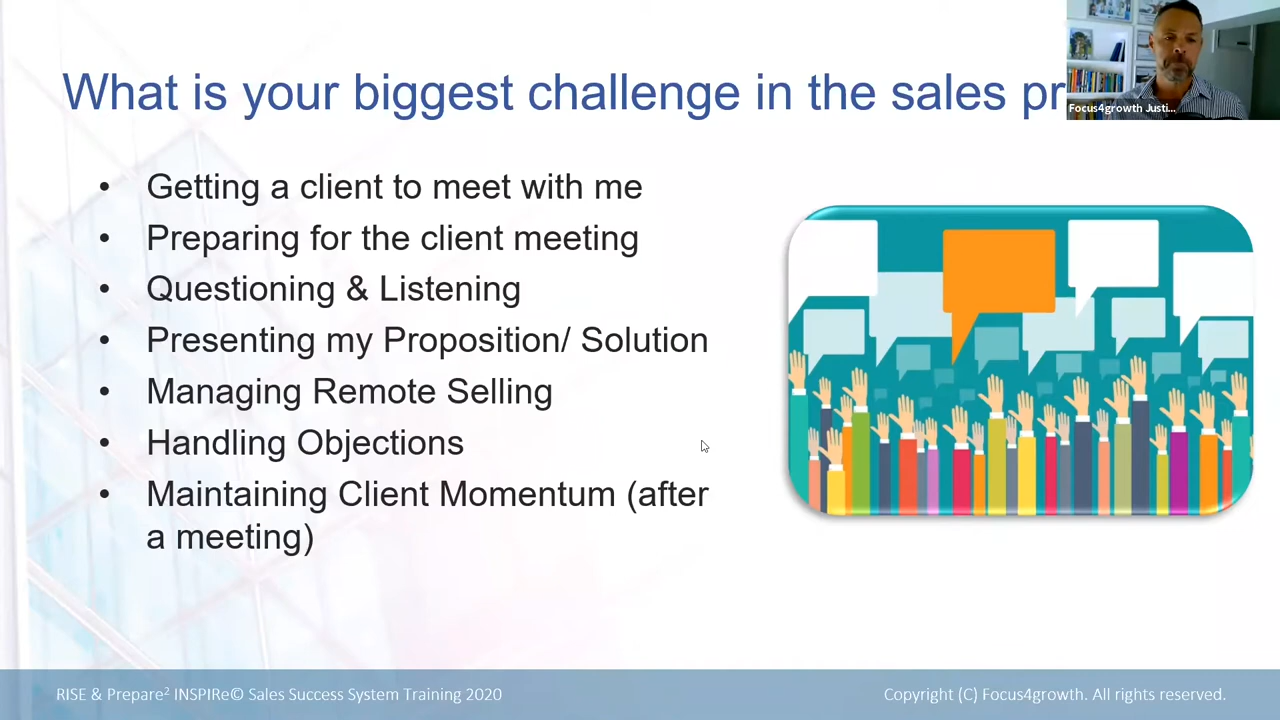 What is your biggest challenge in the sales pr
Focus4growth Justi...
• Getting a client to meet with me
• Preparing for the client meeting
• Questioning & Listening
• Presenting my Proposition/ Solution
• Managing Remote Selling
• Handling Objections
• Maintaining Client Momentum (after
a meeting)
RISE & Prepare² INSPIRe© Sales Success System Training 2020
Copyright (C) Focus4growth. All rights reserved.